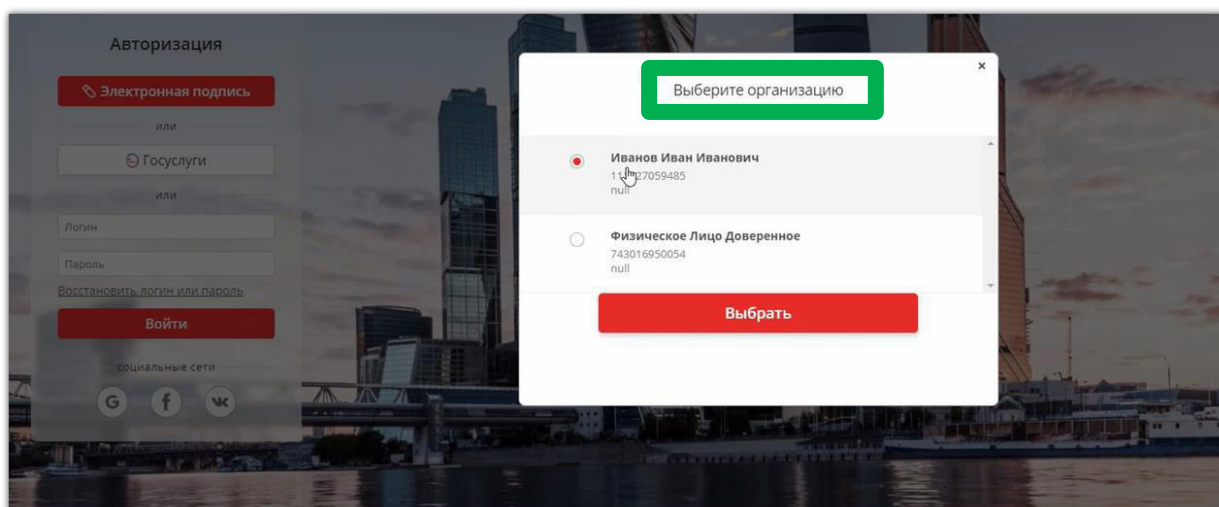 Авторизация
Электронная подпись
или
Госуслуги
или
Логин
Пароль
Восстановить логин или пароль
Войти
социальные сети
G f
Выберите организацию
×
Иванов Иван Иванович
null
Физическое Лицо Доверенное
743016950054
null
Выбрать